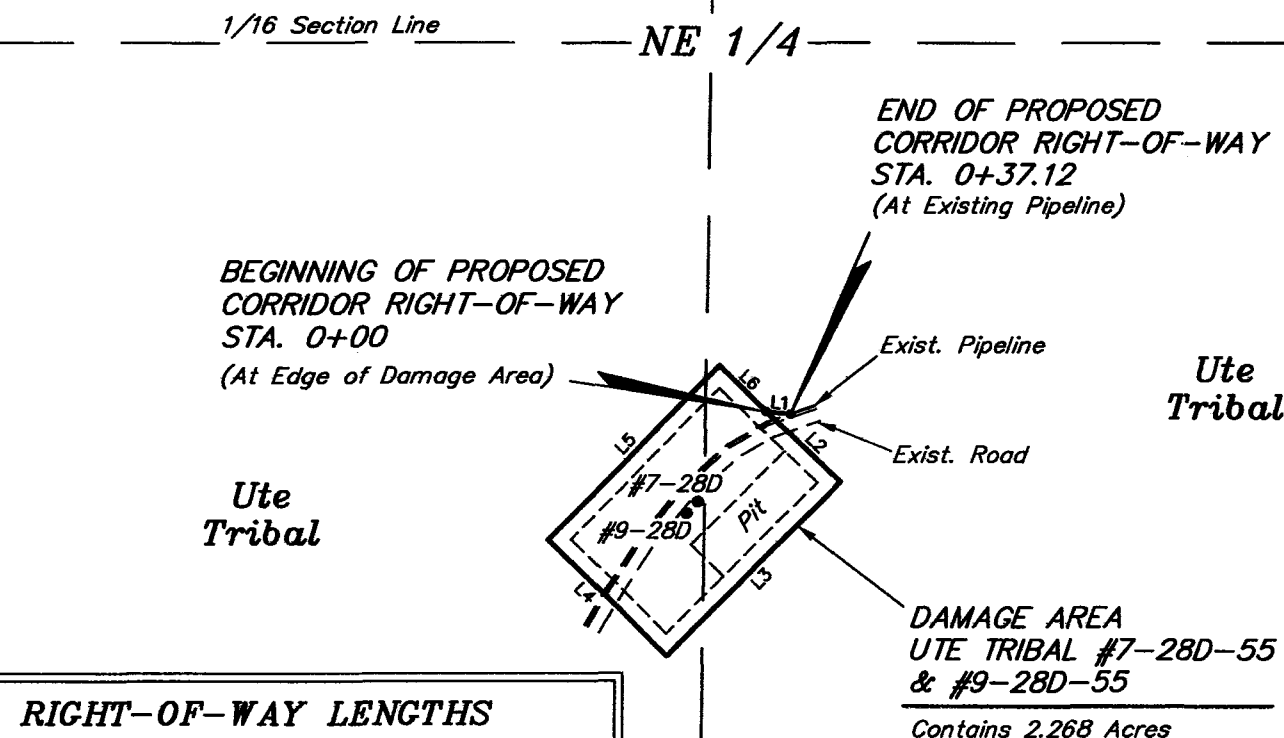 1/16 Section Line
NE 1/4
END OF PROPOSED
CORRIDOR RIGHT-OF-WAY
STA. 0+37.12
(At Existing Pipeline)
BEGINNING OF PROPOSED
CORRIDOR RIGHT-OF-WAY
STA. 0+00
(At Edge of Damage Area)
Exist. Pipeline
Ute
Tribal
L6
L1
L2
Exist. Road
L5
#7-28D
#9-28D
Pit
Ute
Tribal
L4
L3
DAMAGE AREA
UTE TRIBAL #7-28D-55
& #9-28D-55
Contains 2.268 Acres
RIGHT-OF-WAY LENGTHS